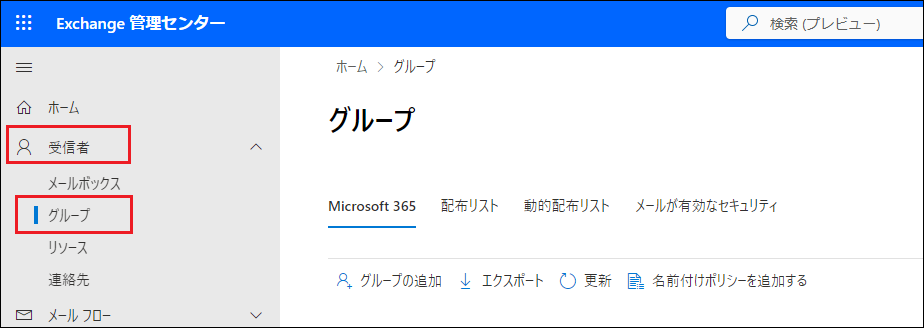 Exchange 管理センター
検索 (プレビュー)
ホーム > グループ
ホーム
グループ
受信者
メールボックス
グループ
Microsoft 365 配布リスト 動的配布リスト メールが有効なセキュリティ
リソース
連絡先
グループの追加 エクスポート 更新 名前付けポリシーを追加する
メール フロー